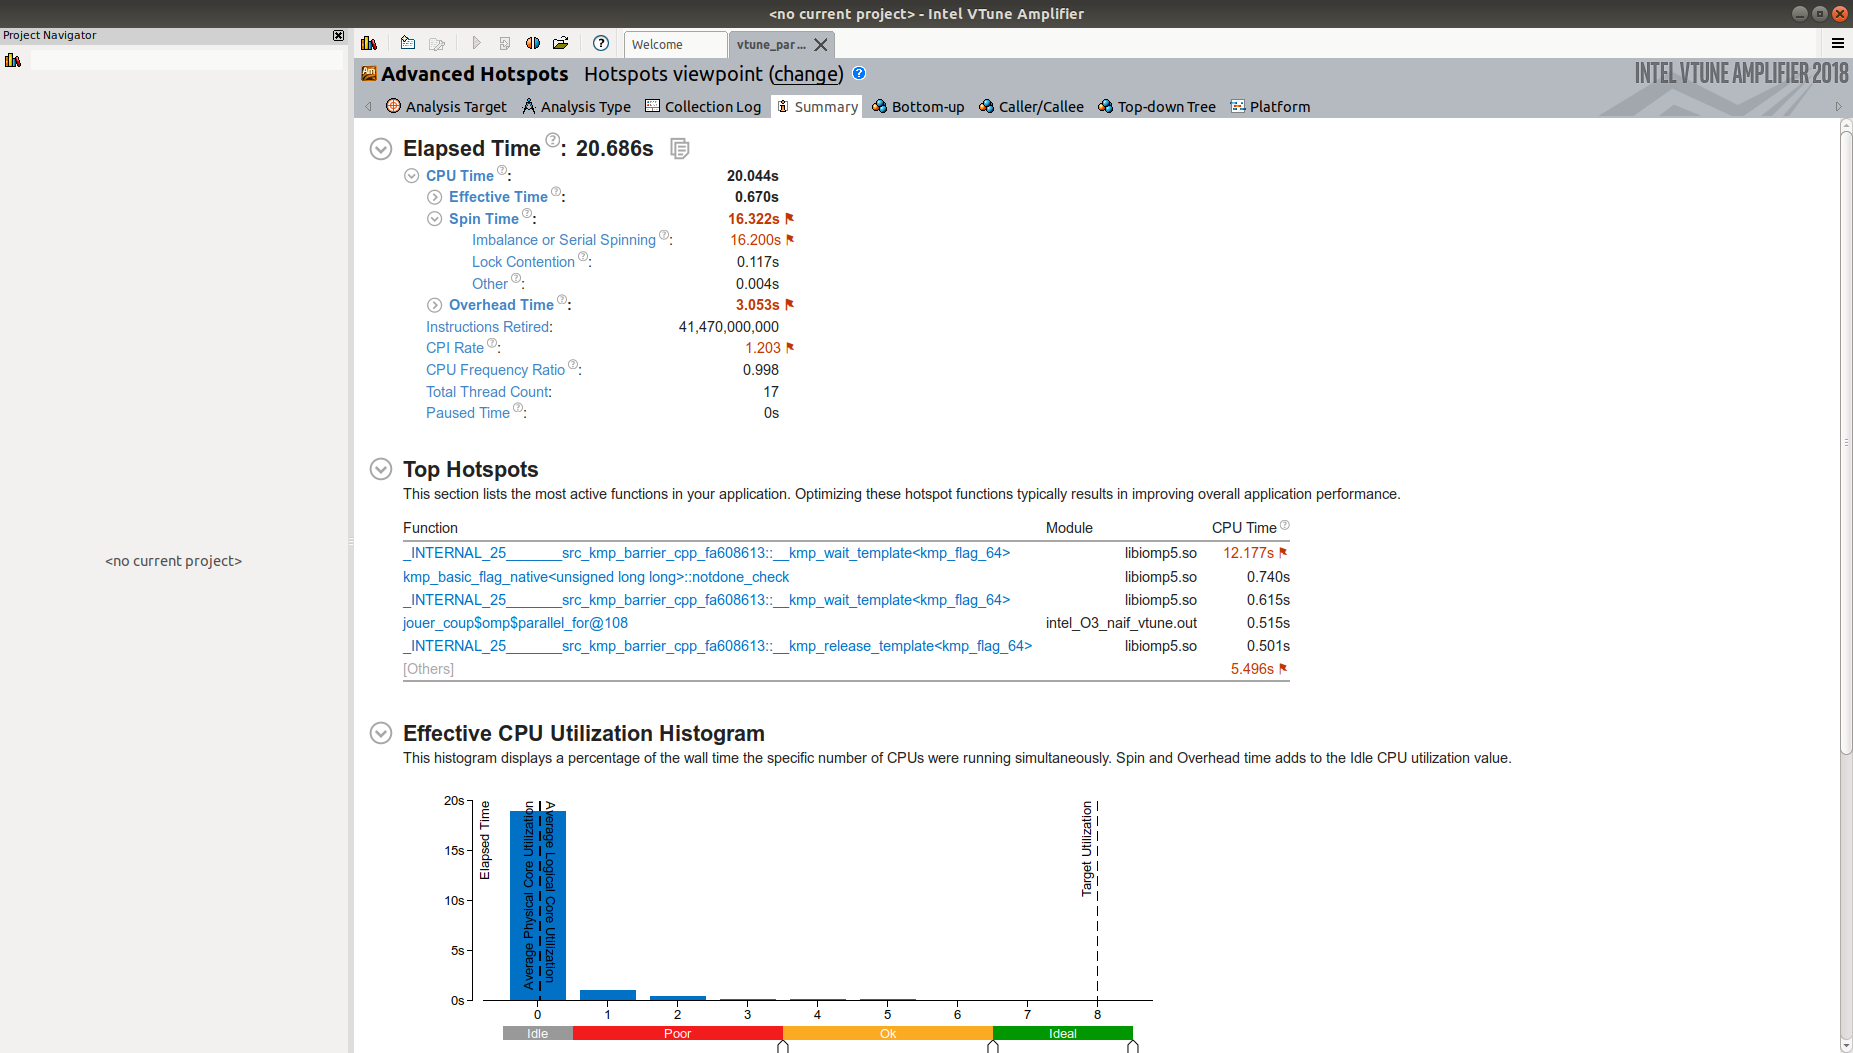 <no current project> - Intel VTune Amplifier
Project Navigator
<no current project>
Welcome
vtune_par...
Advanced Hotspots Hotspots viewpoint (change)
INTEL VTUNE AMPLIFIER 2018
Analysis Target Analysis Type Collection Log Summary Bottom-up Caller/Callee Top-down Tree Platform
Elapsed Time : 20.686s
CPU Time : 20.044s
Effective Time : 0.670s
Spin Time : 16.322s
Imbalance or Serial Spinning : 16.200s
Lock Contention : 0.117s
Other : 0.004s
Overhead Time : 3.053s
Instructions Retired: 41,470,000,000
CPI Rate : 1.203
CPU Frequency Ratio : 0.998
Total Thread Count: 17
Paused Time : 0s
Top Hotspots
This section lists the most active functions in your application. Optimizing these hotspot functions typically results in improving overall application performance.
Function Module CPU Time
_INTERNAL_25_______src_kmp_barrier_cpp_fa608613::__kmp_wait_template<kmp_flag_64> libiomp5.so 12.177s
kmp_basic_flag_native<unsigned long long>::notdone_check libiomp5.so 0.740s
_INTERNAL_25_______src_kmp_barrier_cpp_fa608613::__kmp_wait_template<kmp_flag_64> libiomp5.so 0.615s
jouer_coup$omp$parallel_for@108 intel_O3_naif_vtune.out 0.515s
_INTERNAL_25_______src_kmp_barrier_cpp_fa608613::__kmp_release_template<kmp_flag_64> libiomp5.so 0.501s
[Others] 5.496s
Effective CPU Utilization Histogram
This histogram displays a percentage of the wall time the specific number of CPUs were running simultaneously. Spin and Overhead time adds to the Idle CPU utilization value.
20s
15s
10s
5s
0s
Elapsed Time
Average Physical Core Utilization
Average Logical Core Utilization
Target Utilization
0 1 2 3 4 5 6 7 8
Idle Poor Ok Ideal